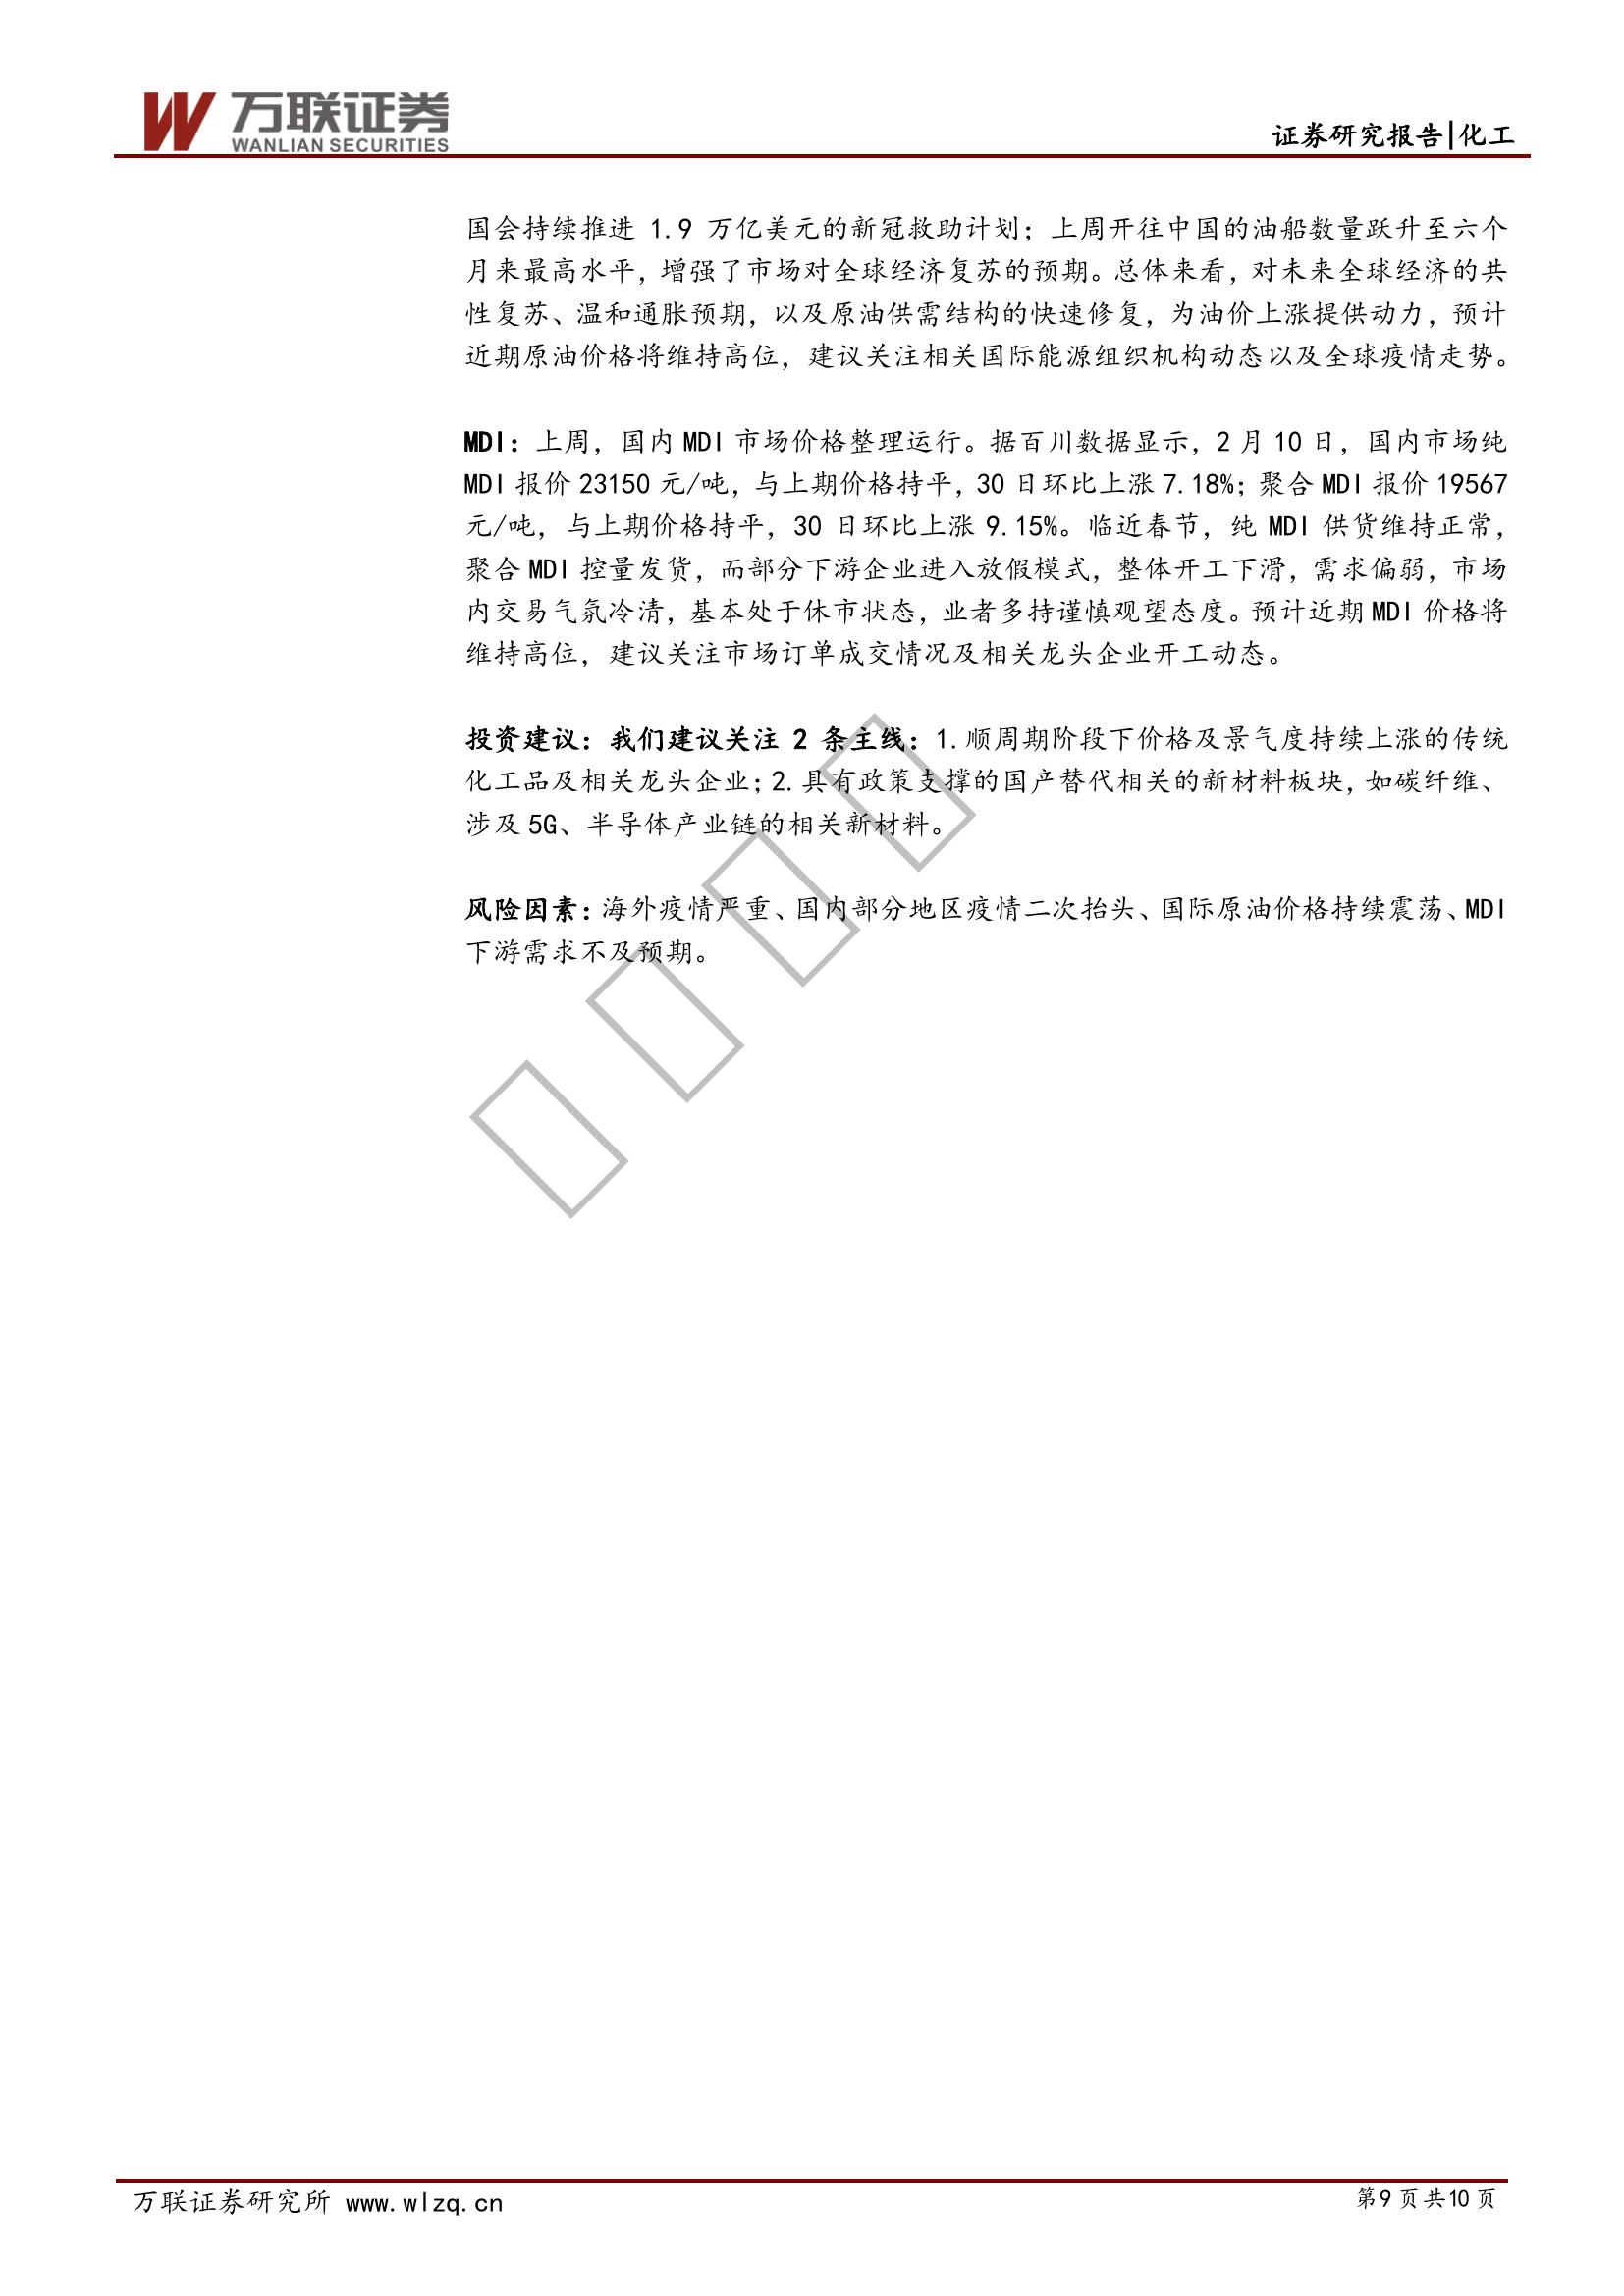 万联证券
WANLIAN SECURITIES
证券研究报告|化工
国会持续推进 1.9 万亿美元的新冠救助计划；上周开往中国的油船数量跃升至六个
月来最高水平，增强了市场对全球经济复苏的预期。总体来看，对未来全球经济的共
性复苏、温和通胀预期，以及原油供需结构的快速修复，为油价上涨提供动力，预计
近期原油价格将维持高位，建议关注相关国际能源组织机构动态以及全球疫情走势。
MDI：上周，国内 MDI 市场价格整理运行。据百川数据显示，2 月 10 日，国内市场纯
MDI 报价 23150 元/吨，与上期价格持平，30 日环比上涨 7.18%；聚合 MDI 报价 19567
元/吨，与上期价格持平，30 日环比上涨 9.15%。临近春节，纯 MDI 供货维持正常，
聚合 MDI 控量发货，而部分下游企业进入放假模式，整体开工下滑，需求偏弱，市场
内交易气氛冷清，基本处于休市状态，业者多持谨慎观望态度。预计近期 MDI 价格将
维持高位，建议关注市场订单成交情况及相关龙头企业开工动态。
投资建议：我们建议关注 2 条主线：1.顺周期阶段下价格及景气度持续上涨的传统
化工品及相关龙头企业；2.具有政策支撑的国产替代相关的新材料板块，如碳纤维、
涉及 5G、半导体产业链的相关新材料。
风险因素：海外疫情严重、国内部分地区疫情二次抬头、国际原油价格持续震荡、MDI
下游需求不及预期。
万联证券研究所 www.wlzq.cn
第9页共10页